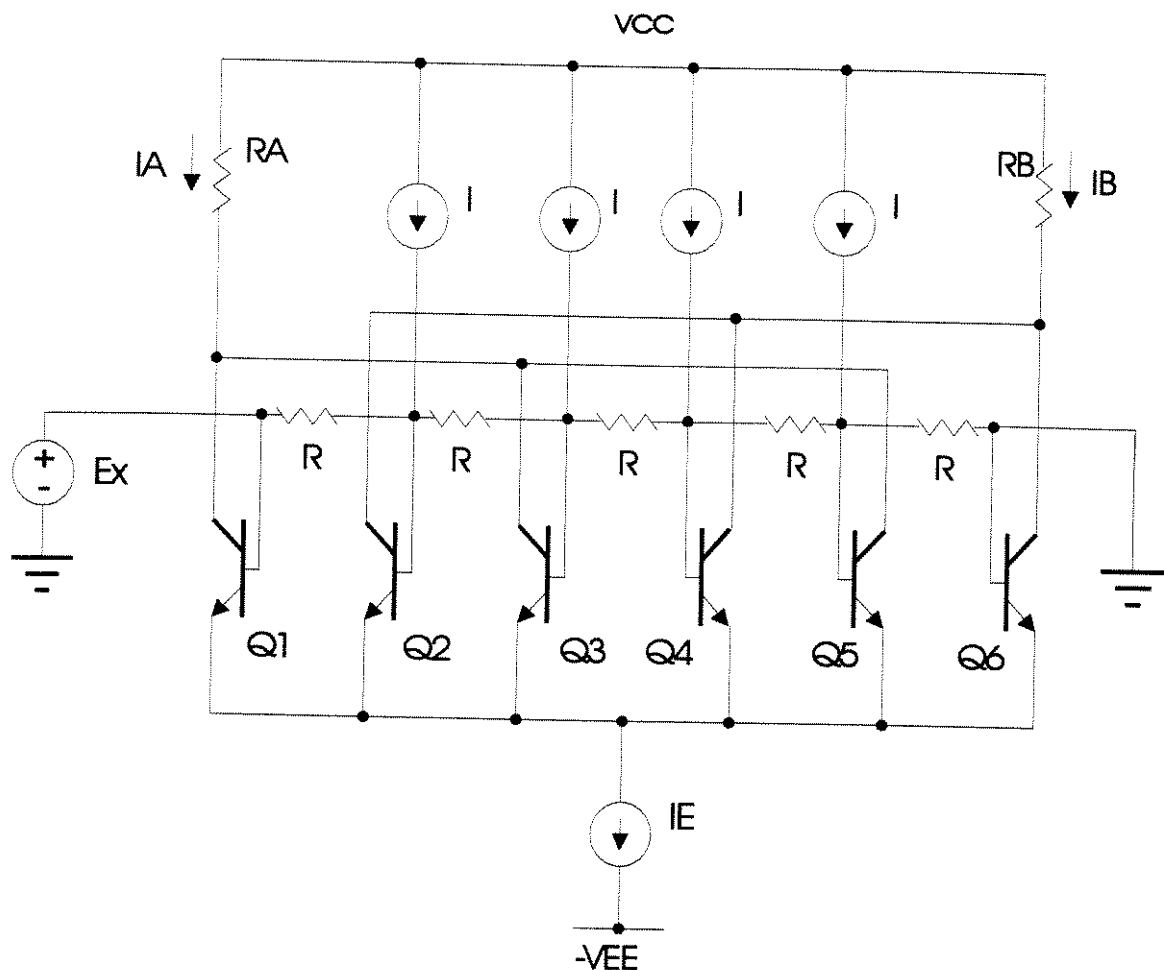 VCC
IA RA I I I I RB IB
Ex R R R R R
Q1 Q2 Q3 Q4 Q5 Q6
IE
-VEE